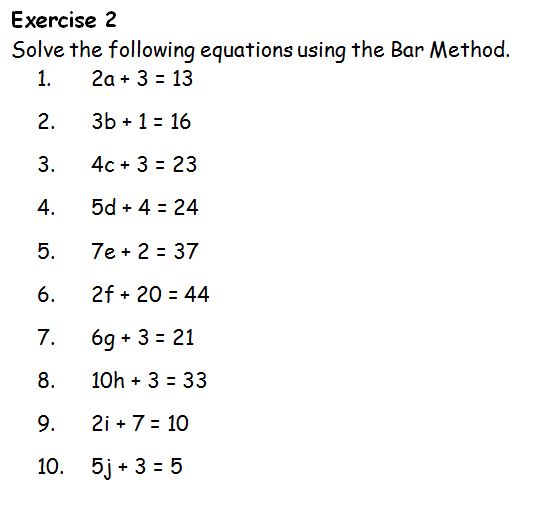 Exercise 2
Solve the following equations using the Bar Method.
1. 2a + 3 = 13
2. 3b + 1 = 16
3. 4c + 3 = 23
4. 5d + 4 = 24
5. 7e + 2 = 37
6. 2f + 20 = 44
7. 6g + 3 = 21
8. 10h + 3 = 33
9. 2i + 7 = 10
10. 5j + 3 = 5